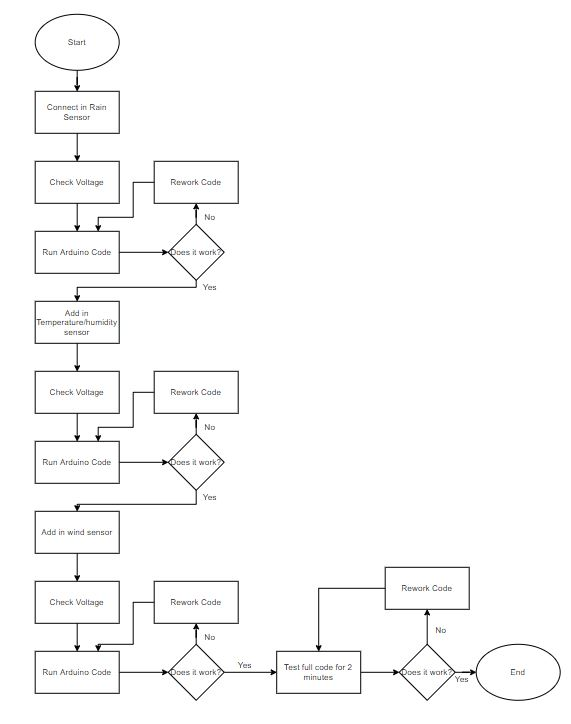 Start
Connect in Rain
Sensor
Check Voltage
Rework Code
No
Run Arduino Code
Does it work?
Yes
Add in
Temperature/humidity
sensor
Check Voltage
Rework Code
No
Run Arduino Code
Does it work?
Yes
Add in wind sensor
Check Voltage
Rework Code
Rework Code
No
No
Run Arduino Code
Does it work?
Yes
Test full code for 2
minutes
Does it work?
Yes
End